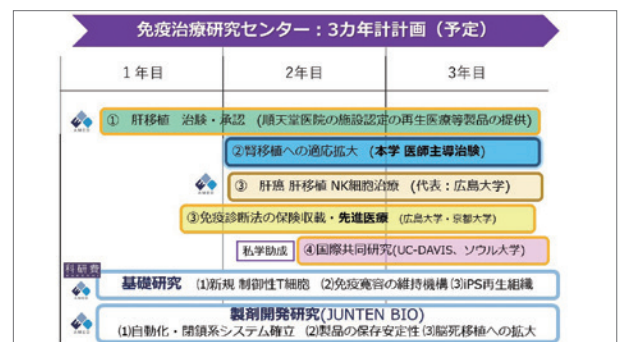 免疫治療研究センター：3カ年計計画（予定）
１年目
2年目
3年目
① 肝移植 治験・承認 (順天堂医院の施設認定の再生医療等製品の提供)
②腎移植への適応拡大 (本学 医師主導治験)
③ 肝癌 肝移植 NK細胞治療 (代表：広島大学)
③免疫診断法の保険収載・先進医療 (広島大学・京都大学)
私学助成
④国際共同研究(UC-DAVIS、ソウル大学)
科研費
基礎研究 (1)新規 制御性T細胞 (2)免疫寛容の維持機構 (3)iPS再生組織
製剤開発研究(JUNTEN BIO)
(1)自動化・閉鎖系システム確立 (2)製品の保存安定性 (3)脳死移植への拡大